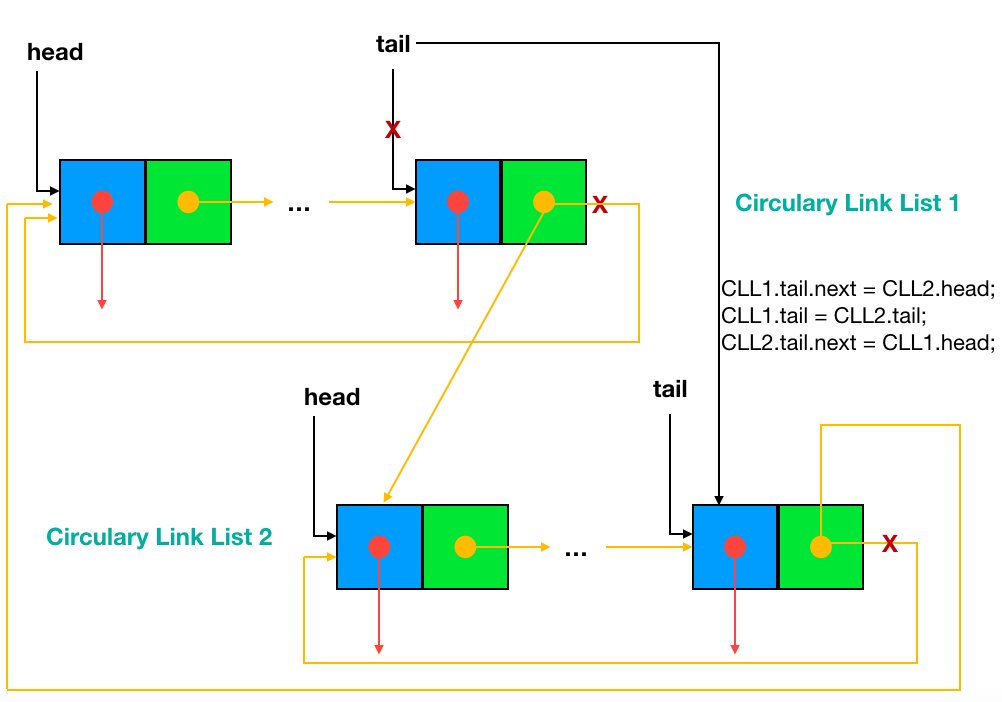 head
tail
X
...
X
Circulary Link List 1
CLL1.tail.next = CLL2.head;
CLL1.tail = CLL2.tail;
CLL2.tail.next = CLL1.head;
head
tail
Circulary Link List 2
...
X